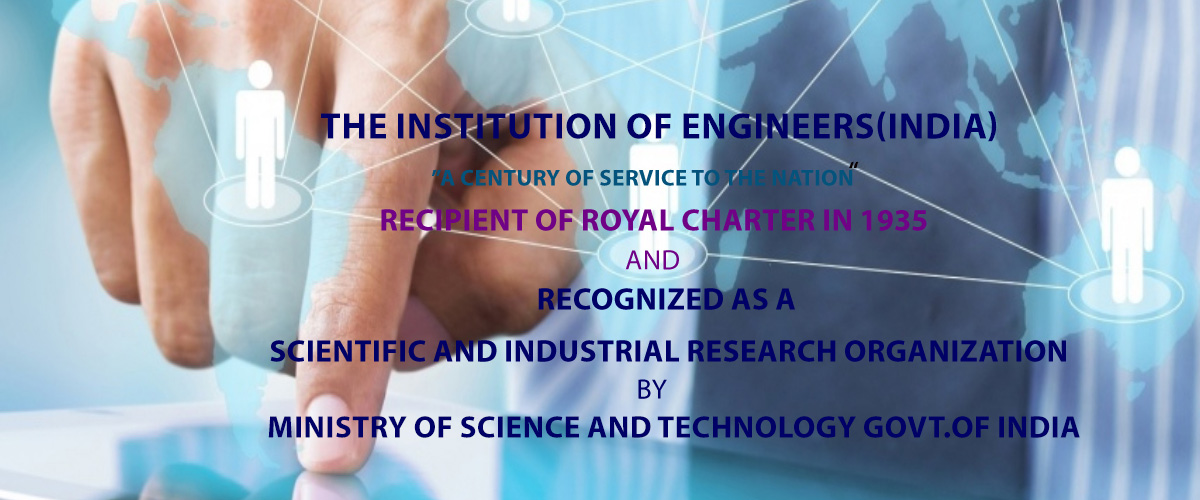 THE INSTITUTION OF ENGINEERS(INDIA)
"A CENTURY OF SERVICE TO THE NATION"
RECIPIENT OF ROYAL CHARTER IN 1935
AND
RECOGNIZED AS A
SCIENTIFIC AND INDUSTRIAL RESEARCH ORGANIZATION
BY
MINISTRY OF SCIENCE AND TECHNOLOGY GOVT.OF INDIA